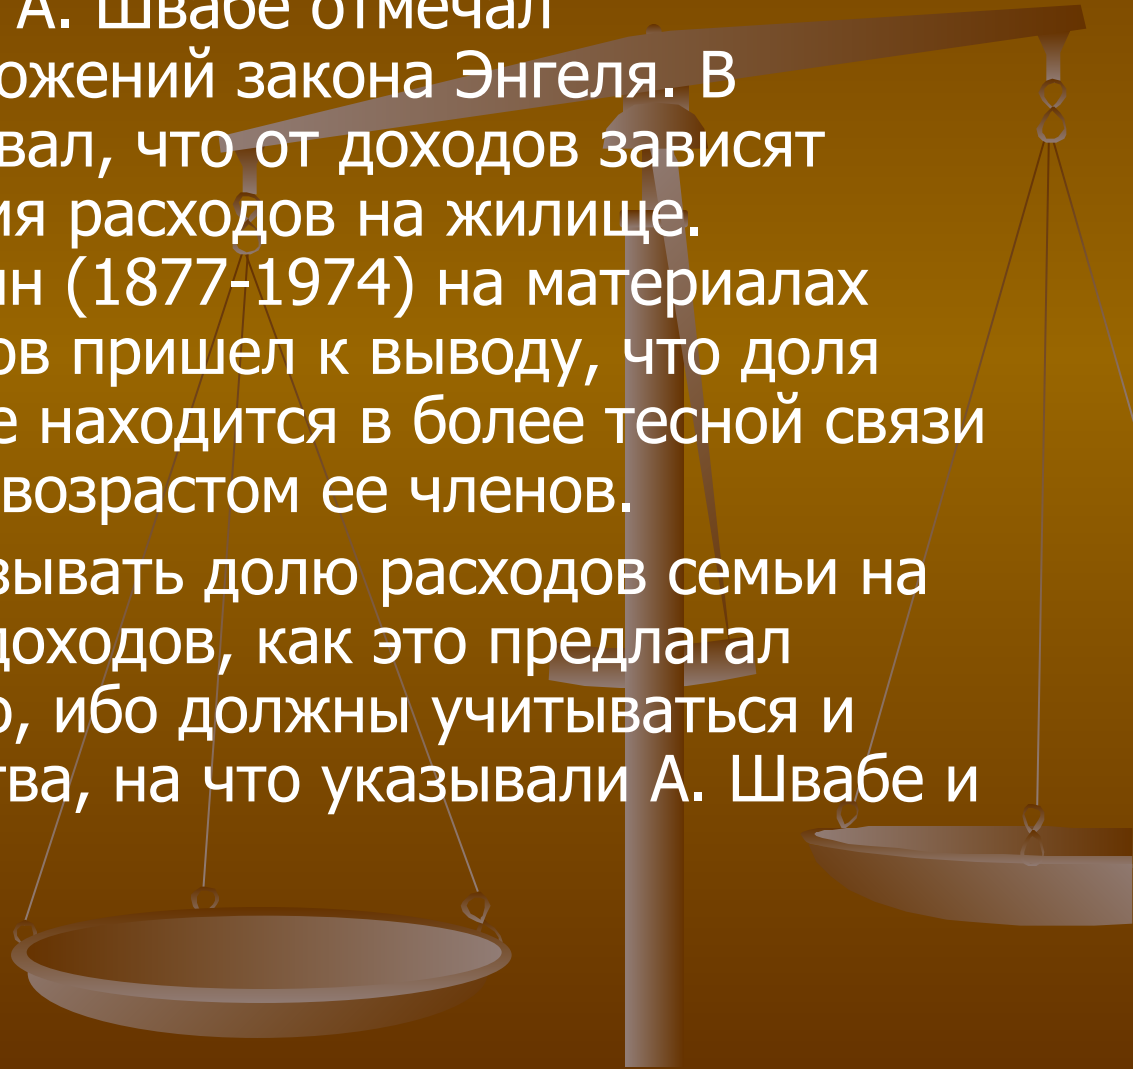 А. Швабе отмечал
ожений закона Энгеля. В
вал, что от доходов зависят
ия расходов на жилище.
ин (1877-1974) на материалах
ов пришел к выводу, что доля
е находится в более тесной связи
возрастом ее членов.
зывать долю расходов семьи на
доходов, как это предлагал
о, ибо должны учитываться и
тва, на что указывали А. Швабе и